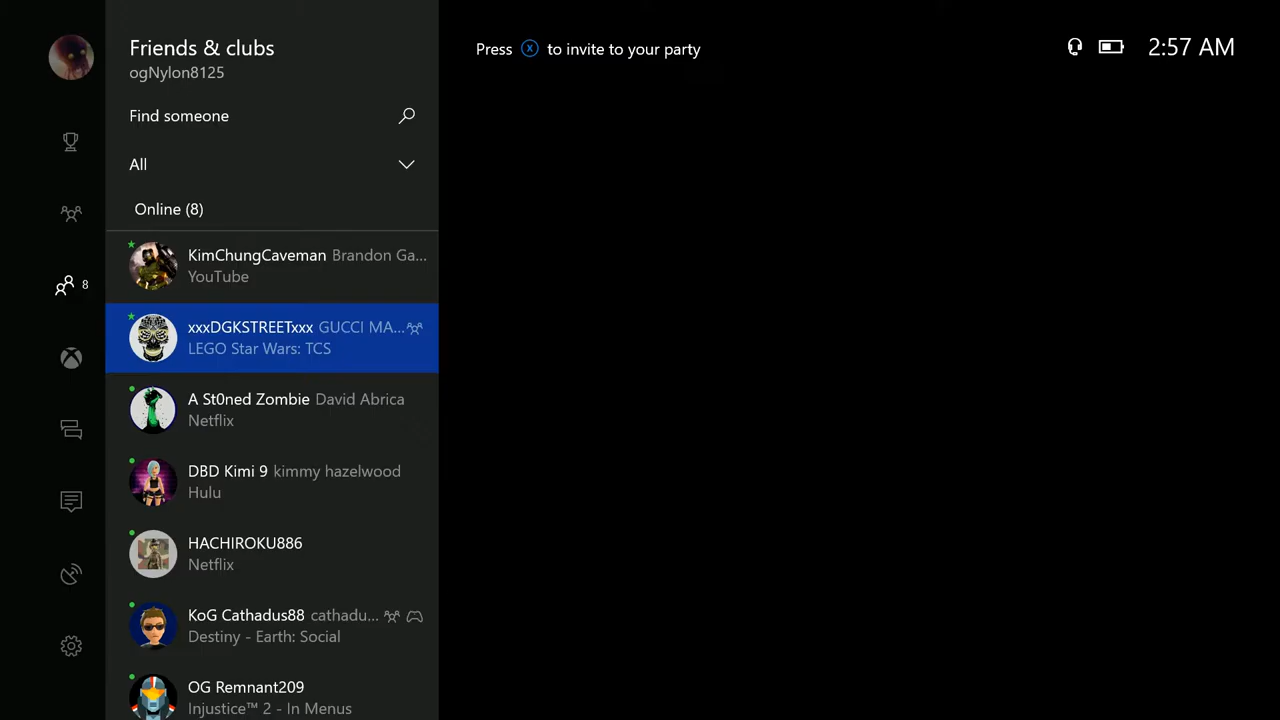 Friends & clubs
ogNylon8125
Press X to invite to your party
2:57 AM
Find someone
All
Online (8)
8
KimChungCaveman Brandon Ga...
YouTube
xxxDGKSTREETxxx GUCCI MA...
LEGO Star Wars: TCS
A St0ned Zombie David Abrica
Netflix
DBD Kimi 9 kimmy hazelwood
Hulu
HACHIROKU886
Netflix
KoG Cathadus88 cathadu...
Destiny - Earth: Social
OG Remnant209
Injustice™ 2 - In Menus